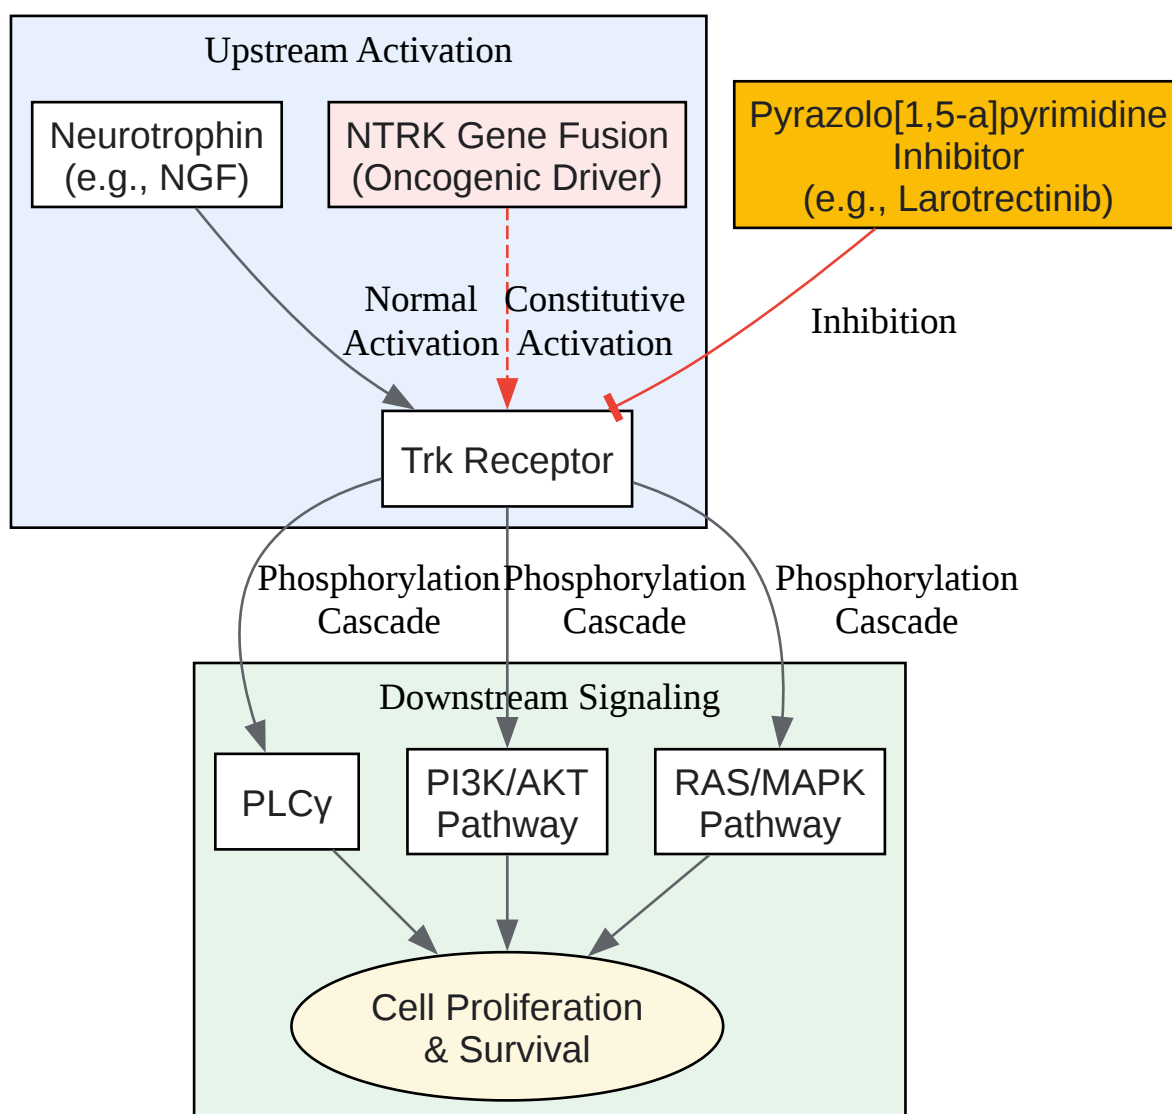 Upstream Activation
Neurotrophin
(e.g., NGF)
NTRK Gene Fusion
(Oncogenic Driver)
Pyrazolo[1,5-a]pyrimidine
Inhibitor
(e.g., Larotrectinib)
Normal
Activation
Constitutive
Activation
Inhibition
Trk Receptor
Phosphorylation
Cascade
Phosphorylation
Cascade
Phosphorylation
Cascade
Downstream Signaling
PLCγ
PI3K/AKT
Pathway
RAS/MAPK
Pathway
Cell Proliferation
& Survival